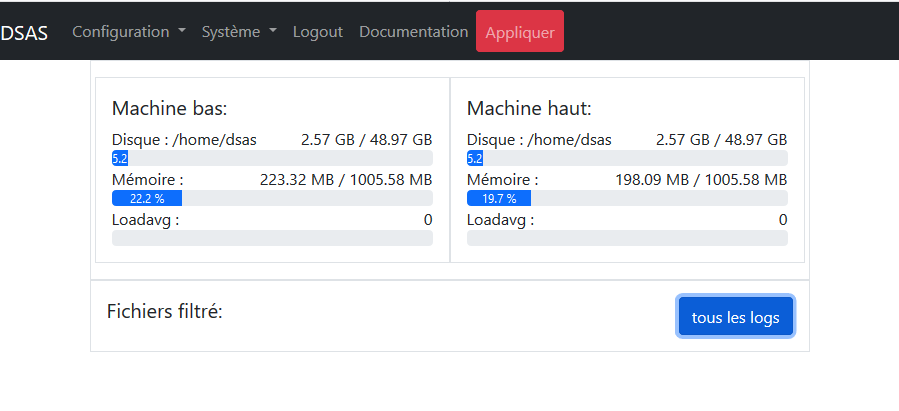 DSAS Configuration Système Logout Documentation Appliquer
Machine bas:
Disque : /home/dsas 2.57 GB / 48.97 GB
5.2
Mémoire : 223.32 MB / 1005.58 MB
22.2 %
Loadavg : 0
Machine haut:
Disque : /home/dsas 2.57 GB / 48.97 GB
5.2
Mémoire : 198.09 MB / 1005.58 MB
19.7 %
Loadavg : 0
Fichiers filtré: tous les logs